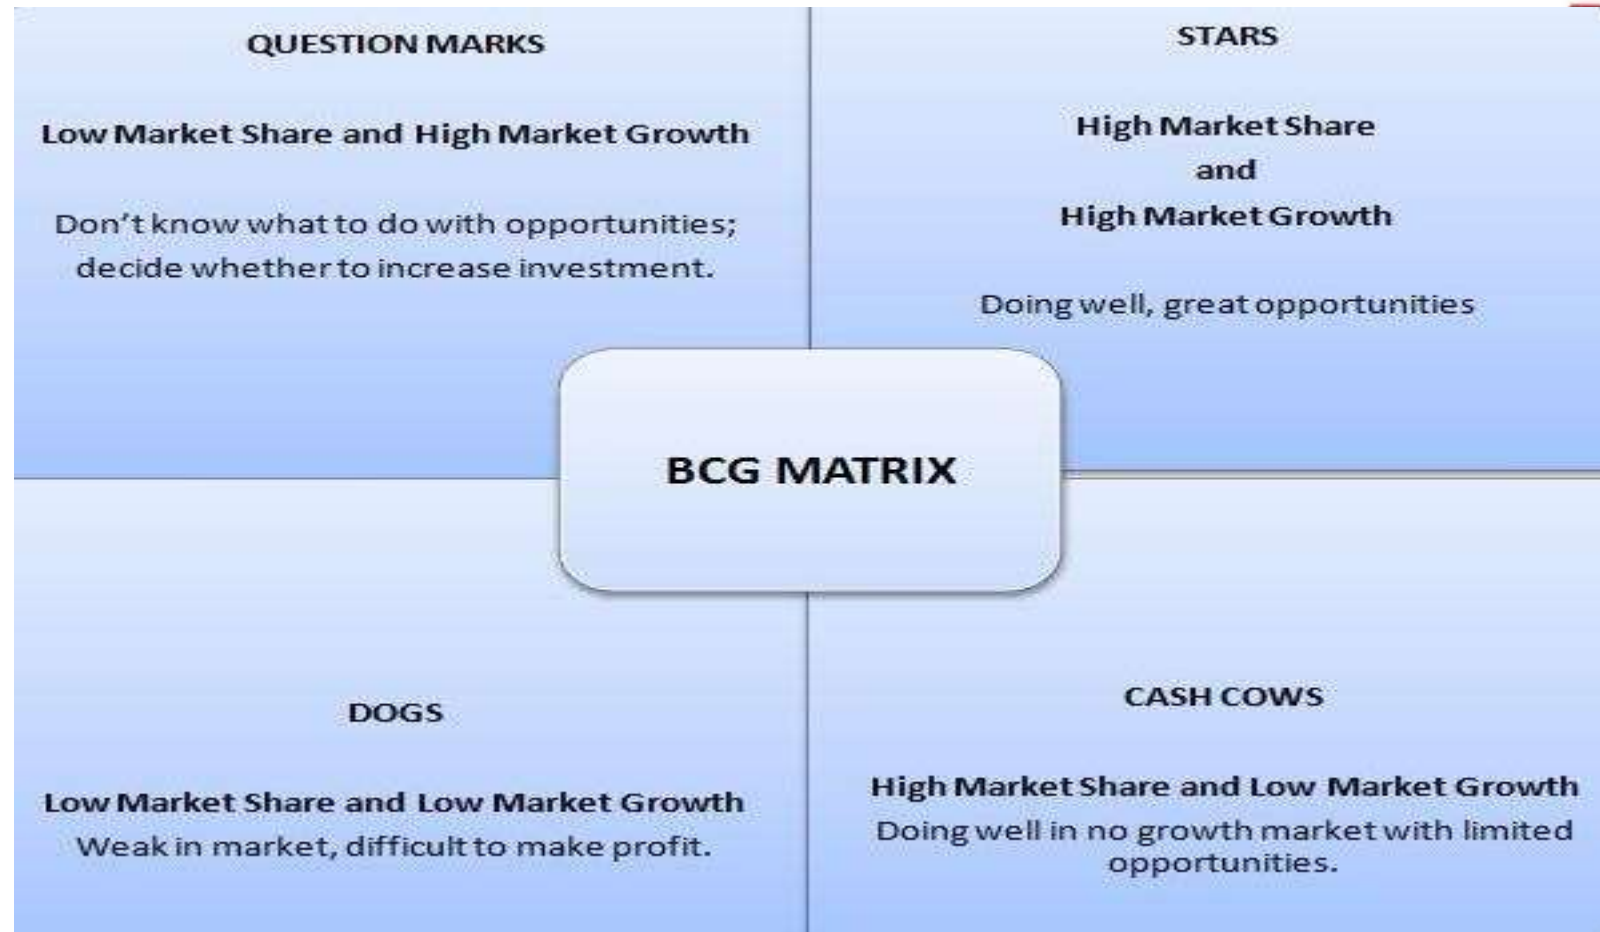 QUESTION MARKS
Low Market Share and High Market Growth
Don't know what to do with opportunities;
decide whether to increase investment.
STARS
High Market Share
and
High Market Growth
Doing well, great opportunities
BCG MATRIX
DOGS
Low Market Share and Low Market Growth
Weak in market, difficult to make profit.
CASH COWS
High Market Share and Low Market Growth
Doing well in no growth market with limited
opportunities.